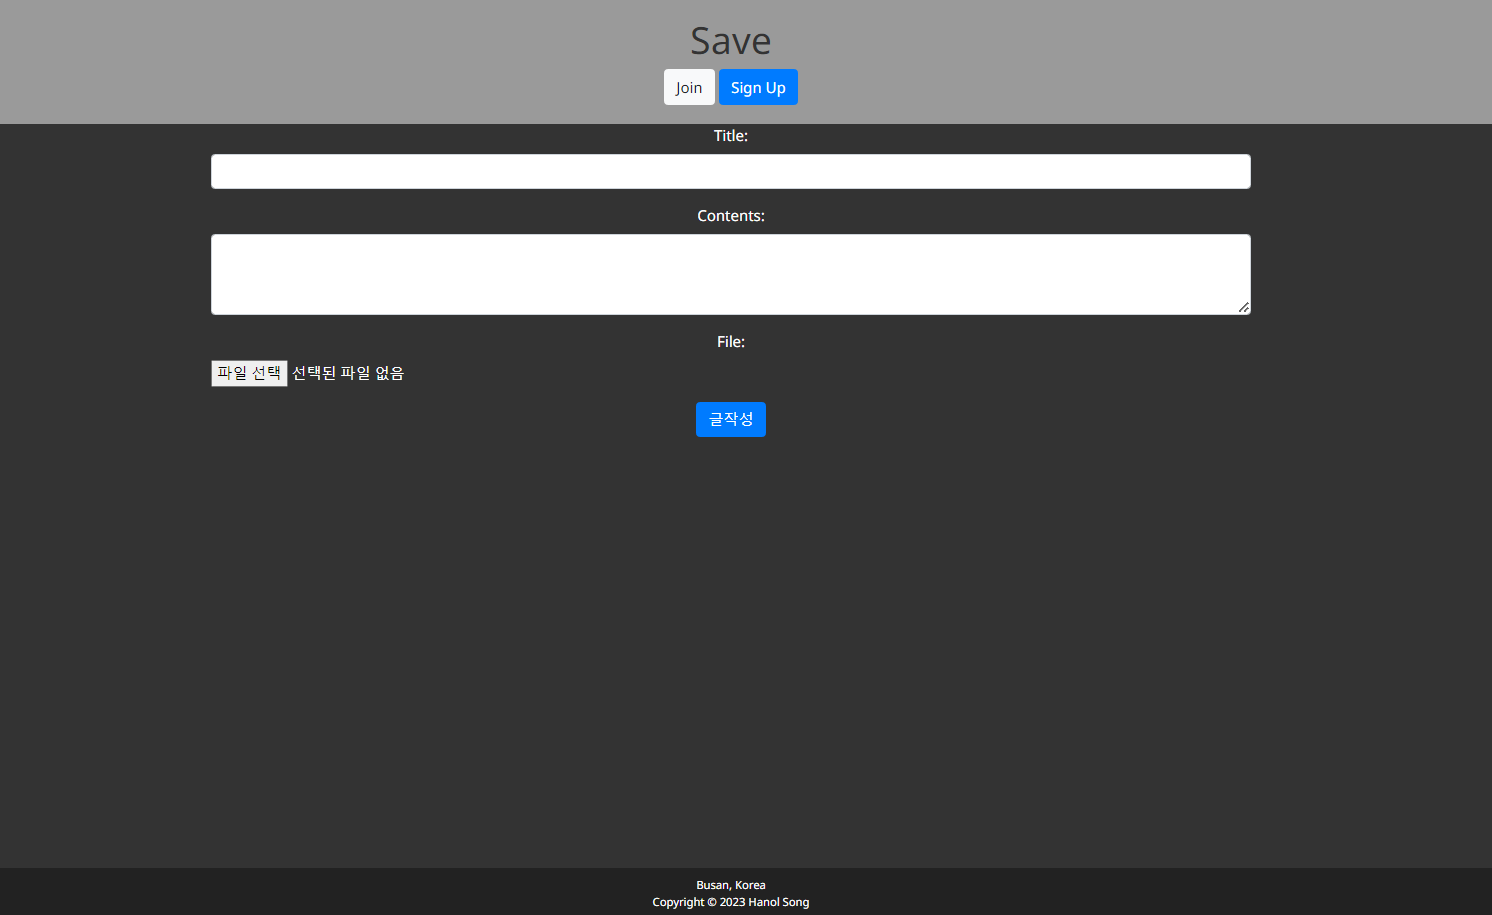 Save
Join Sign Up
Title:
Contents:
File:
파일 선택 선택된 파일 없음
글작성
Busan, Korea
Copyright © 2023 Hanol Song